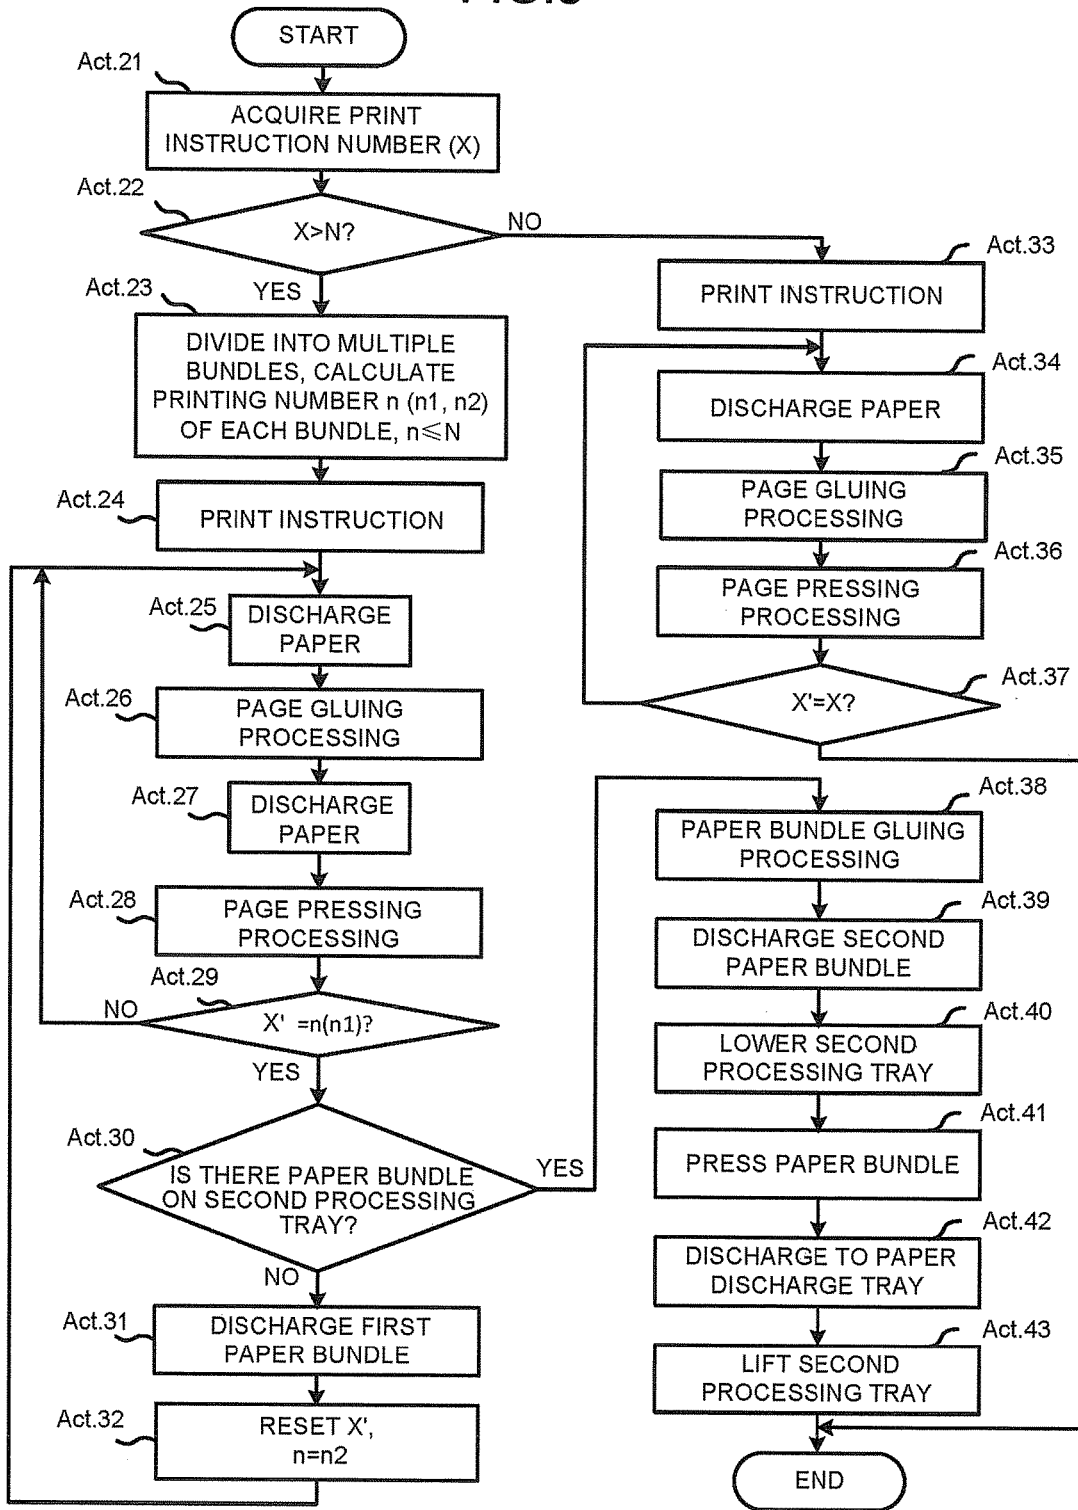 START
Act.21
ACQUIRE PRINT
INSTRUCTION NUMBER (X)
Act.22
X>N?
NO
YES
Act.23
DIVIDE INTO MULTIPLE
BUNDLES, CALCULATE
PRINTING NUMBER n (n1, n2)
OF EACH BUNDLE, n≤N
Act.24
PRINT INSTRUCTION
Act.25
DISCHARGE
PAPER
Act.26
PAGE GLUING
PROCESSING
Act.27
DISCHARGE
PAPER
Act.28
PAGE PRESSING
PROCESSING
Act.29
X' =n(n1)?
NO
YES
Act.30
IS THERE PAPER BUNDLE
ON SECOND PROCESSING
TRAY?
YES
NO
Act.31
DISCHARGE FIRST
PAPER BUNDLE
Act.32
RESET X',
n=n2
Act.33
PRINT INSTRUCTION
Act.34
DISCHARGE PAPER
Act.35
PAGE GLUING
PROCESSING
Act.36
PAGE PRESSING
PROCESSING
Act.37
X'=X?
Act.38
PAPER BUNDLE GLUING
PROCESSING
Act.39
DISCHARGE SECOND
PAPER BUNDLE
Act.40
LOWER SECOND
PROCESSING TRAY
Act.41
PRESS PAPER BUNDLE
Act.42
DISCHARGE TO PAPER
DISCHARGE TRAY
Act.43
LIFT SECOND
PROCESSING TRAY
END